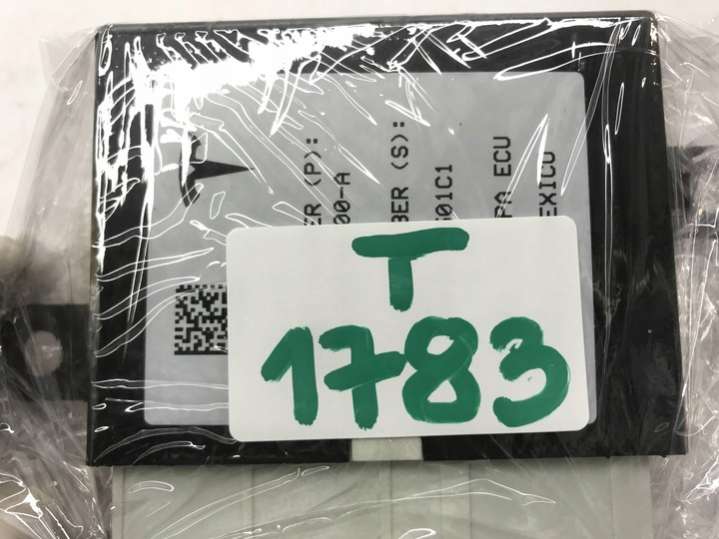 ER (P):
00-A
BER (S):
01C1
PA ECU
EXICO
T
1783